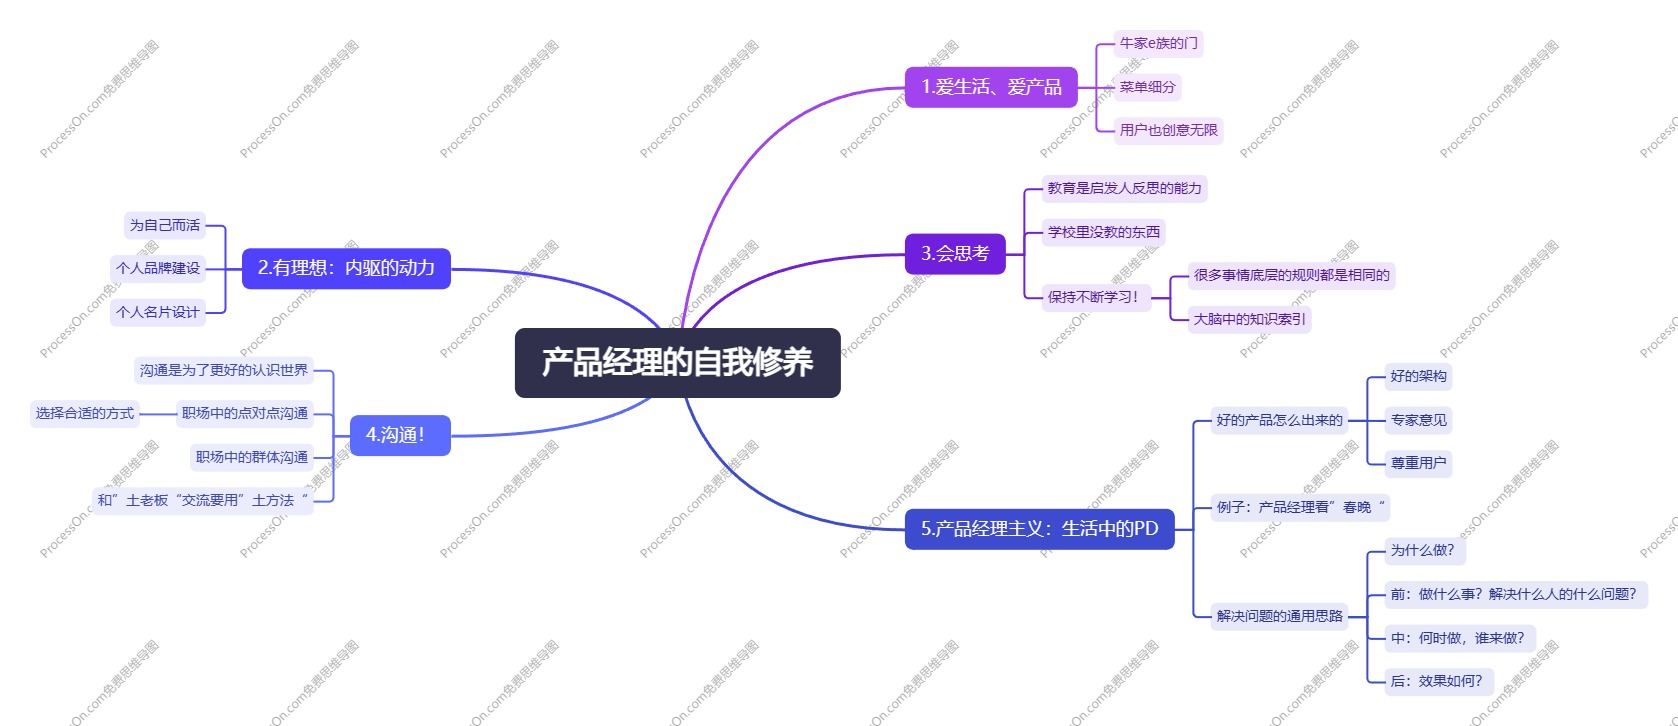 产品经理的自我修养
1.爱生活、爱产品
牛家e族的门
菜单细分
用户也创意无限
2.有理想：内驱的动力
为自己而活
个人品牌建设
个人名片设计
3.会思考
教育是启发人反思的能力
学校里没教的东西
保持不断学习！
很多事情底层的规则都是相同的
大脑中的知识索引
4.沟通！
沟通是为了更好的认识世界
职场中的点对点沟通
选择合适的方式
职场中的群体沟通
和”土老板“交流要用”土方法“
5.产品经理主义：生活中的PD
好的产品怎么出来的
好的架构
专家意见
尊重用户
例子：产品经理看”春晚“
解决问题的通用思路
为什么做？
前：做什么事？解决什么人的什么问题？
中：何时做，谁来做？
后：效果如何？
ProcessOn.com免费思维导图